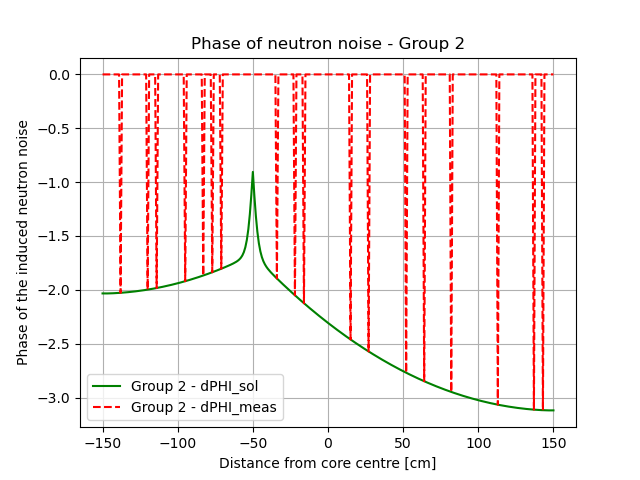 Phase of neutron noise - Group 2
Phase of the induced neutron noise
0.0
−0.5
−1.0
−1.5
−2.0
−2.5
−3.0
Group 2 - dPHI_sol
Group 2 - dPHI_meas
−150
−100
−50
0
50
100
150
Distance from core centre [cm]